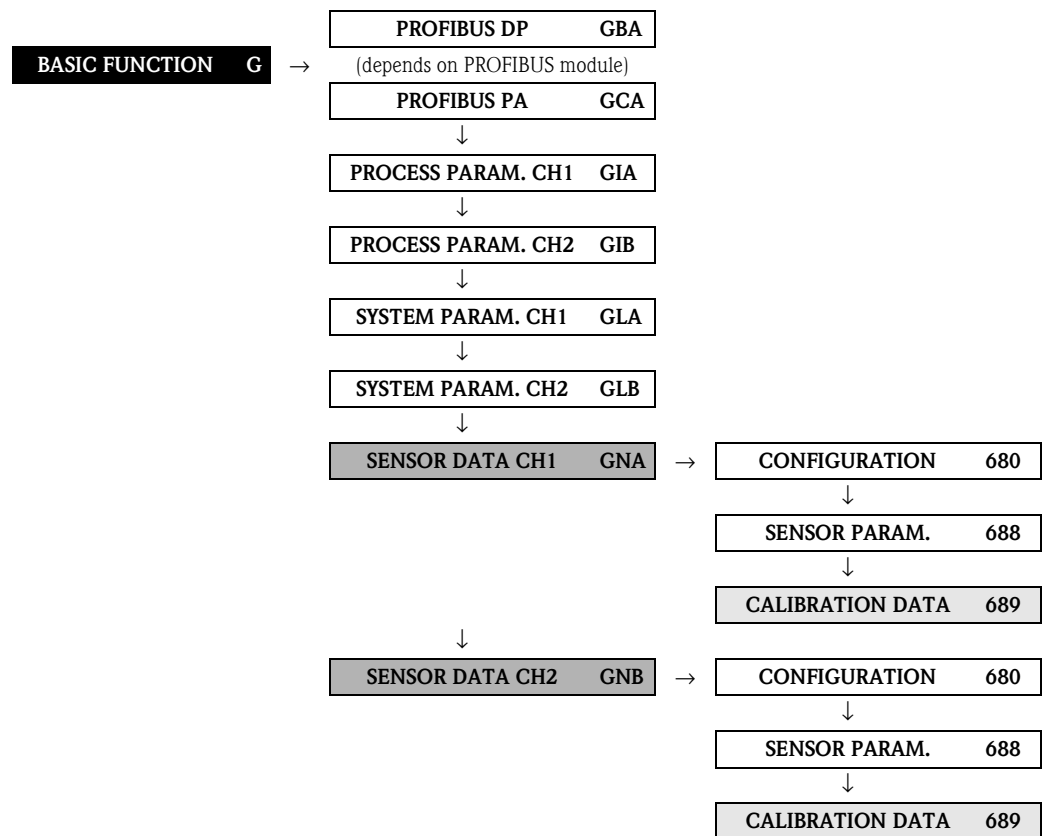 PROFIBUS DP GBA
BASIC FUNCTION G → (depends on PROFIBUS module)
PROFIBUS PA GCA
↓
PROCESS PARAM. CH1 GIA
↓
PROCESS PARAM. CH2 GIB
↓
SYSTEM PARAM. CH1 GLA
↓
SYSTEM PARAM. CH2 GLB
↓
SENSOR DATA CH1 GNA → CONFIGURATION 680
↓
SENSOR PARAM. 688
↓
CALIBRATION DATA 689
↓
SENSOR DATA CH2 GNB → CONFIGURATION 680
↓
SENSOR PARAM. 688
↓
CALIBRATION DATA 689